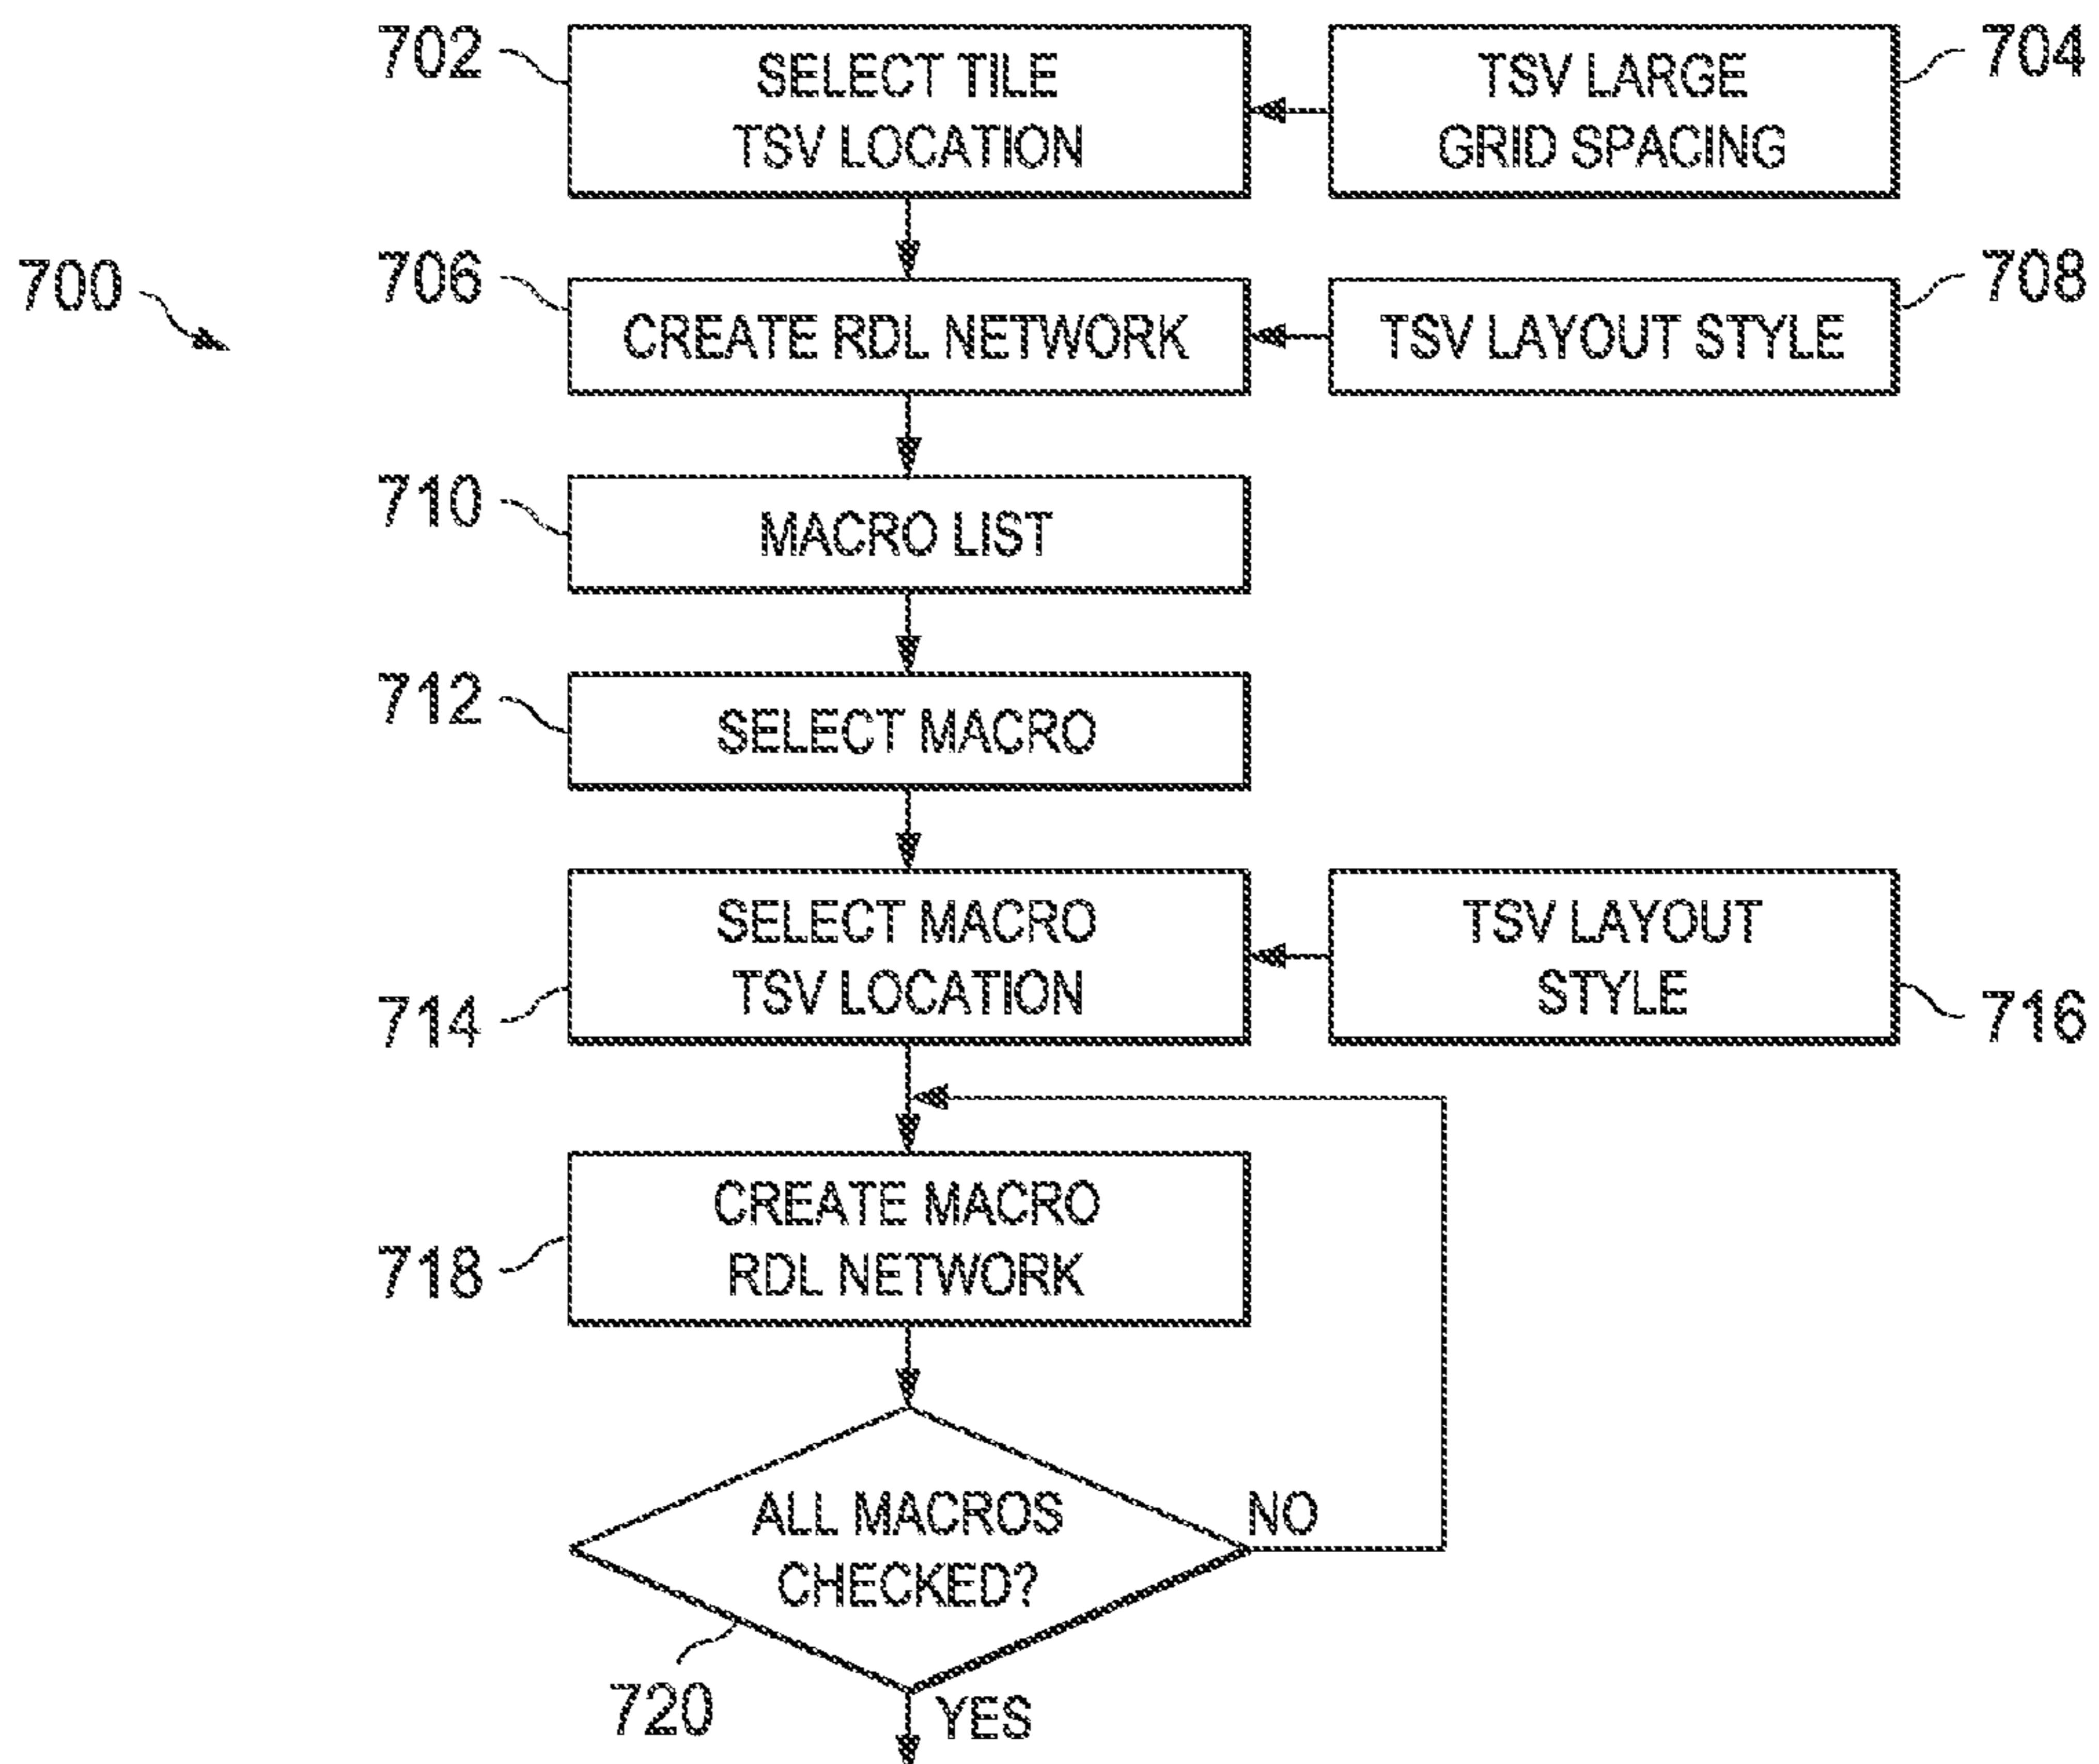 702
SELECT TILE
TSV LOCATION
TSV LARGE
GRID SPACING
704
700
706
CREATE RDL NETWORK
TSV LAYOUT STYLE
708
710
MACRO LIST
712
SELECT MACRO
714
SELECT MACRO
TSV LOCATION
TSV LAYOUT
STYLE
716
718
CREATE MACRO
RDL NETWORK
ALL MACROS
CHECKED?
NO
720
YES